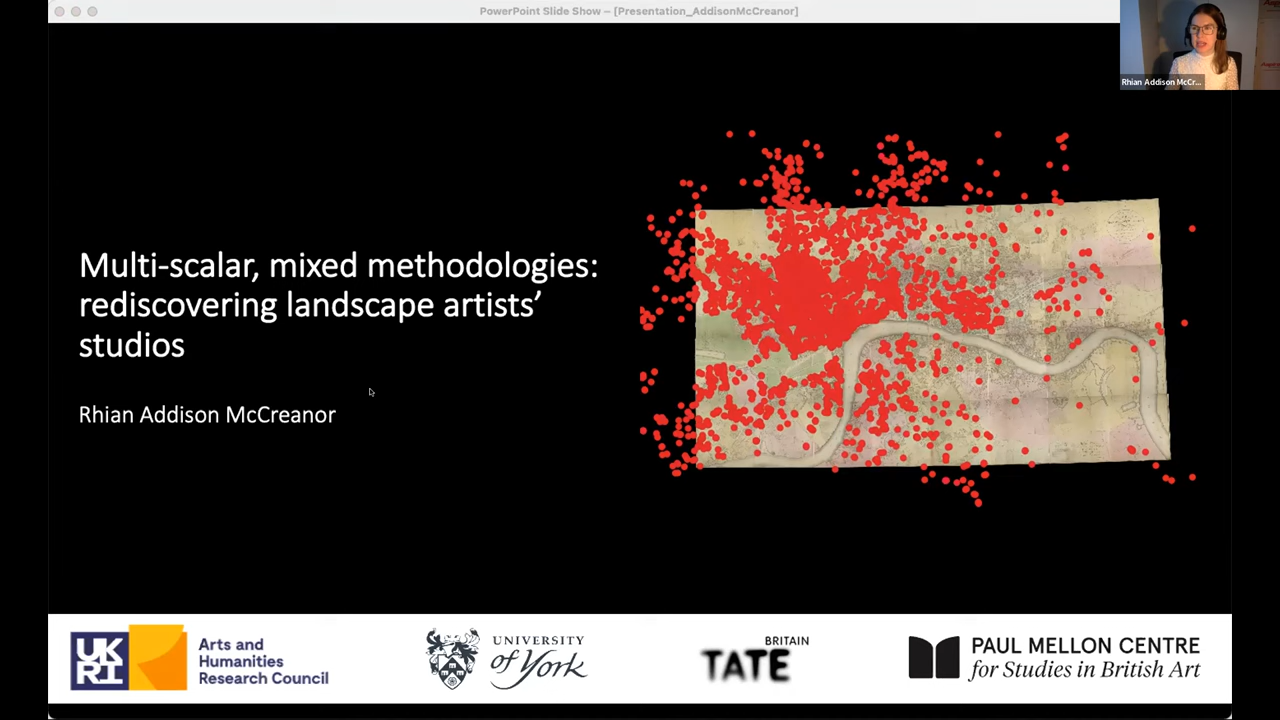 PowerPoint Slide Show – [Presentation_AddisonMcCreanor]
Rhian Addison McCr...
Multi-scalar, mixed methodologies:
rediscovering landscape artists’
studios
Rhian Addison McCreanor
UK
RI
Arts and
Humanities
Research Council
UNIVERSITY
of York
BRITAIN
TATE
PAUL MELLON CENTRE
for Studies in British Art